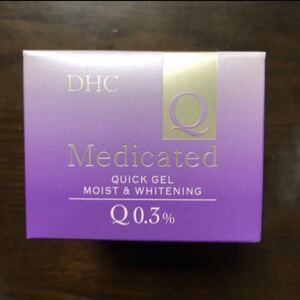 DHC
Q
Medicated
QUICK GEL
MOIST & WHITENING
Q 0.3%